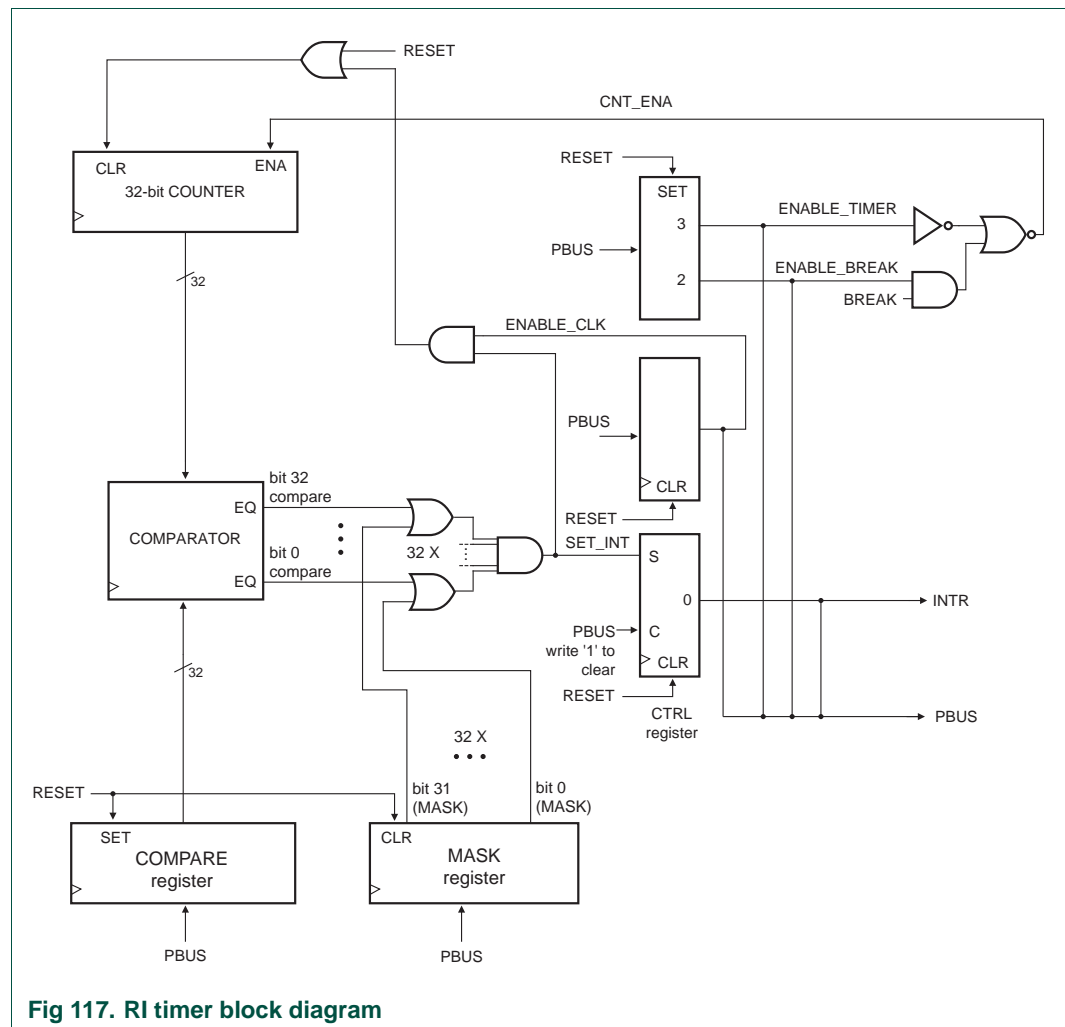 RESET
CNT_ENA
CLR
ENA
32-bit COUNTER
RESET
SET
3
ENABLE_TIMER
PBUS
32
2
ENABLE_BREAK
BREAK
ENABLE_CLK
PBUS
CLR
RESET
bit 32
compare
EQ
COMPARATOR
32 X
bit 0
compare
EQ
SET_INT
S
0
INTR
PBUS
write '1' to
clear
C
CLR
RESET
CTRL
register
PBUS
32
32 X
RESET
bit 31
(MASK)
bit 0
(MASK)
SET
COMPARE
register
CLR
MASK
register
PBUS
PBUS
Fig 117. RI timer block diagram